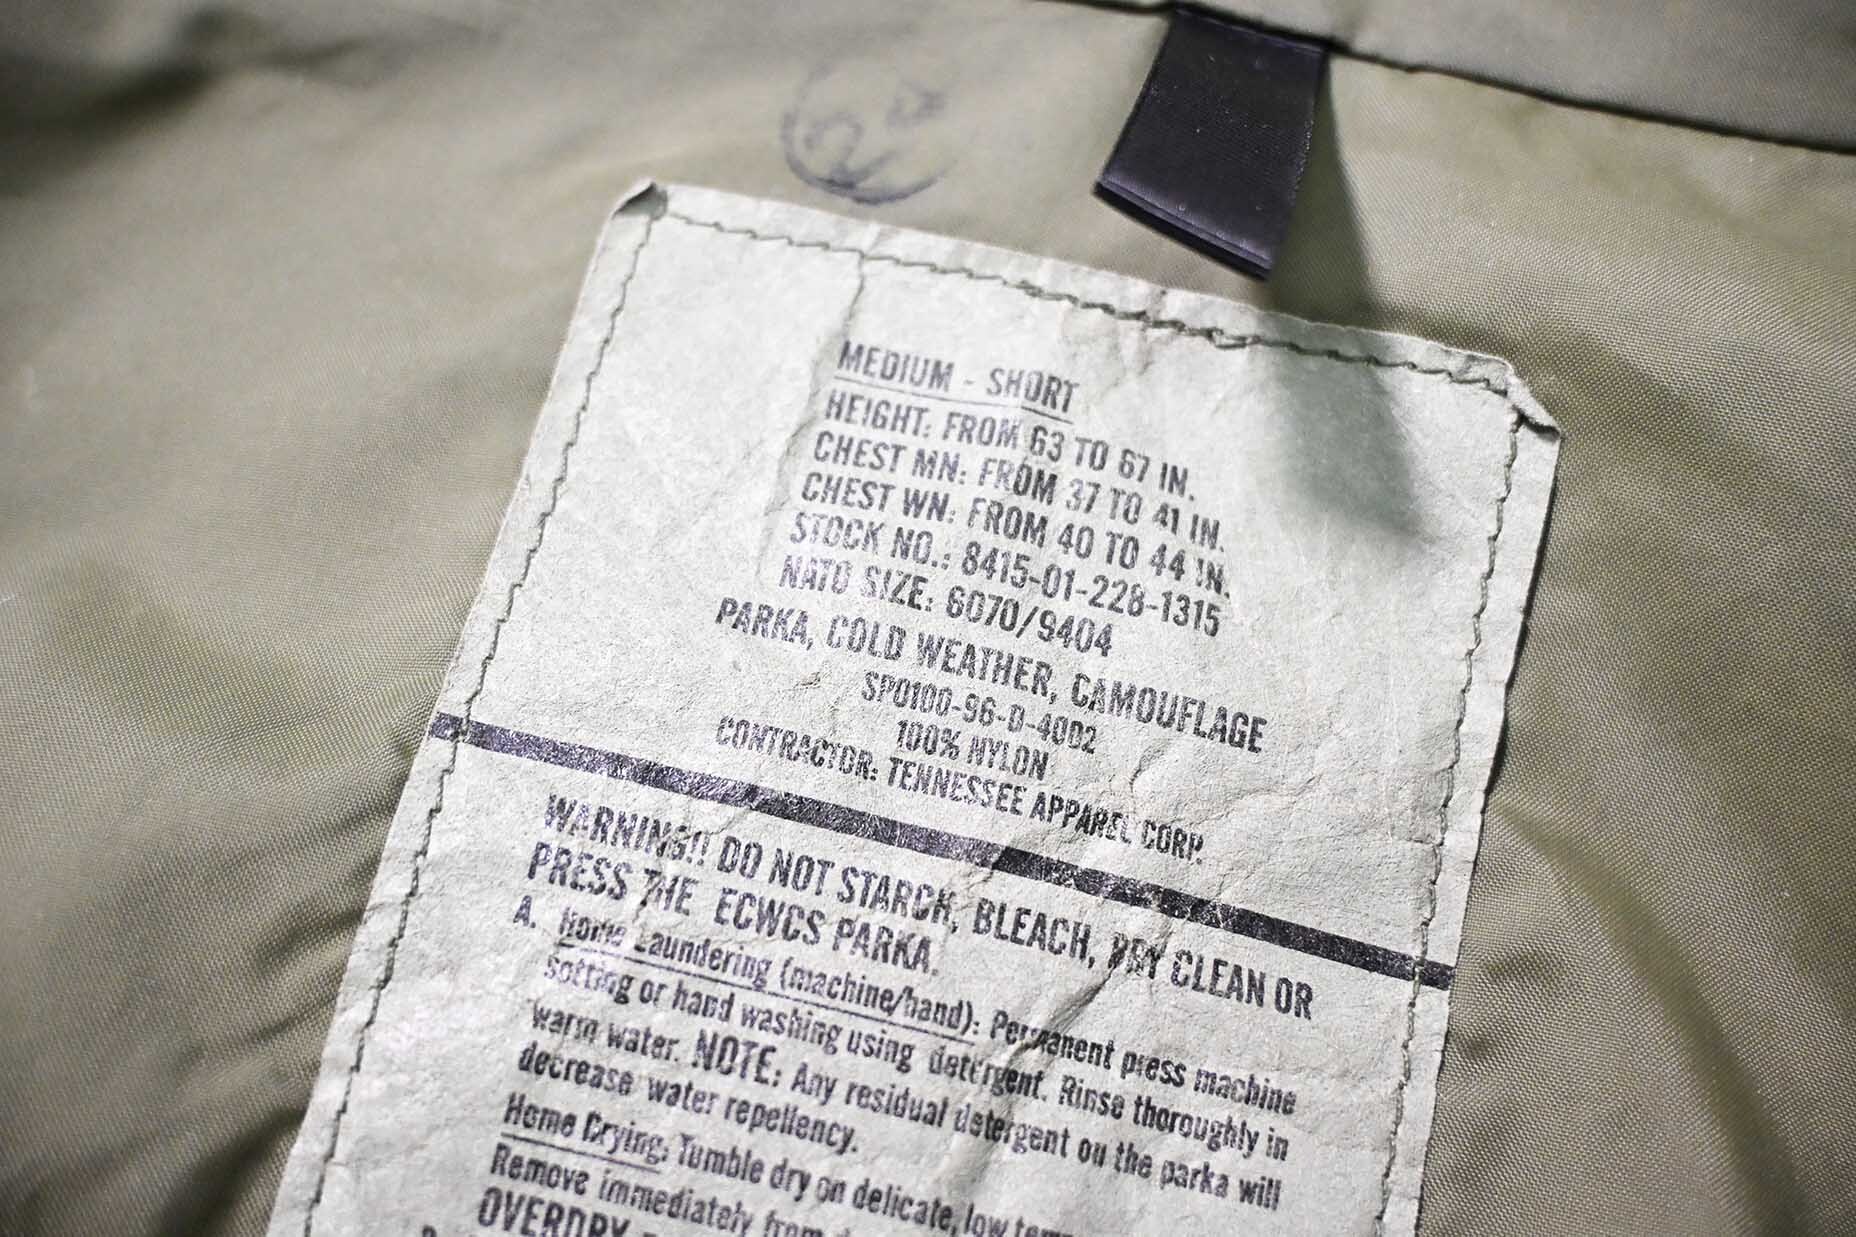 MEDIUM - SHORT
HEIGHT: FROM 63 TO 67 IN.
CHEST MN: FROM 37 TO 41 IN.
CHEST WN: FROM 40 TO 44 IN.
STOCK NO.: 8415-01-228-1315
NATO SIZE: 6070/9404
PARKA, COLD WEATHER, CAMOUFLAGE
SP0100-96-D-4002
100% NYLON
CONTRACTOR: TENNESSEE APPAREL CORP.
WARNING!! DO NOT STARCH, BLEACH, DRY CLEAN OR
PRESS THE ECWCS PARKA.
A. Home Laundering (machine/hand): Permanent press machine
setting or hand washing using detergent. Rinse thoroughly in
warm water. NOTE: Any residual detergent on the parka will
decrease water repellency.
Home Drying: Tumble dry on delicate, low
Remove immediately from
OVERDRY